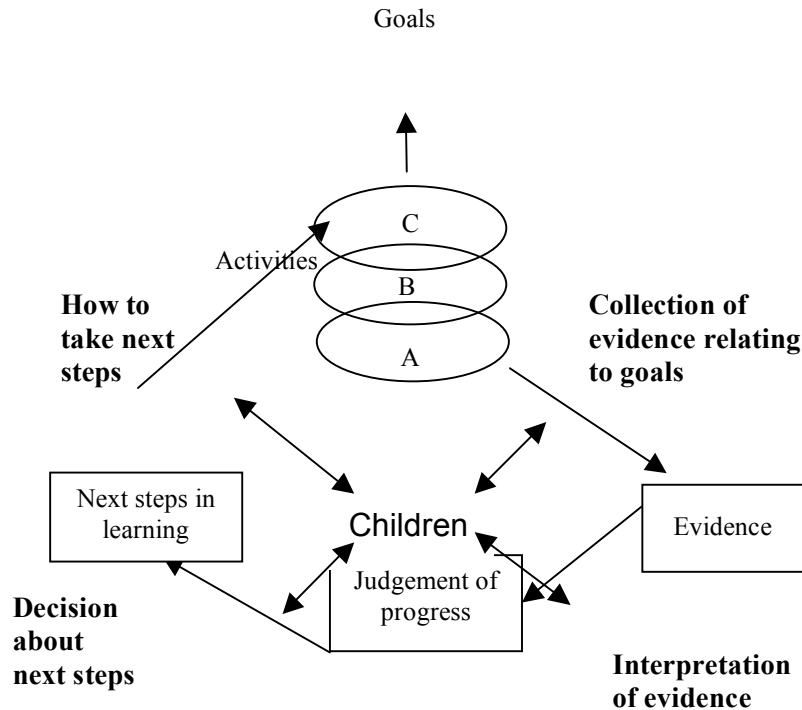 Goals
C
Activities
B
A
How to
take next
steps
Collection of
evidence relating
to goals
Next steps in
learning
Children
Evidence
Judgement of
progress
Decision
about
next steps
Interpretation
of evidence